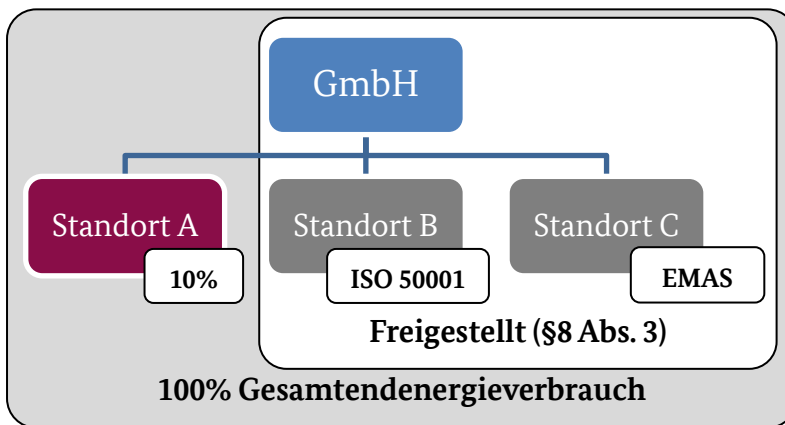 GmbH
Standort A
Standort B
Standort C
10%
ISO 50001
EMAS
Freigestellt (§8 Abs. 3)
100% Gesamtendenergieverbrauch